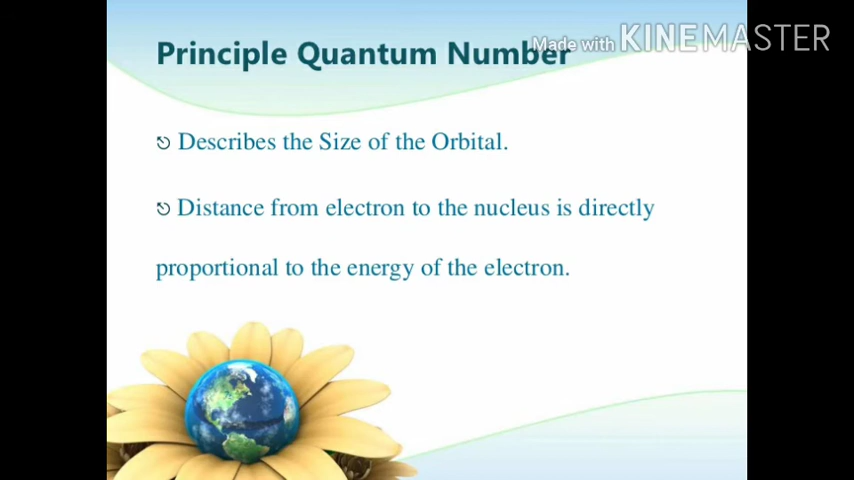 Principle Quantum Number
Made with KINEMASTER
Describes the Size of the Orbital.
Distance from electron to the nucleus is directly
proportional to the energy of the electron.